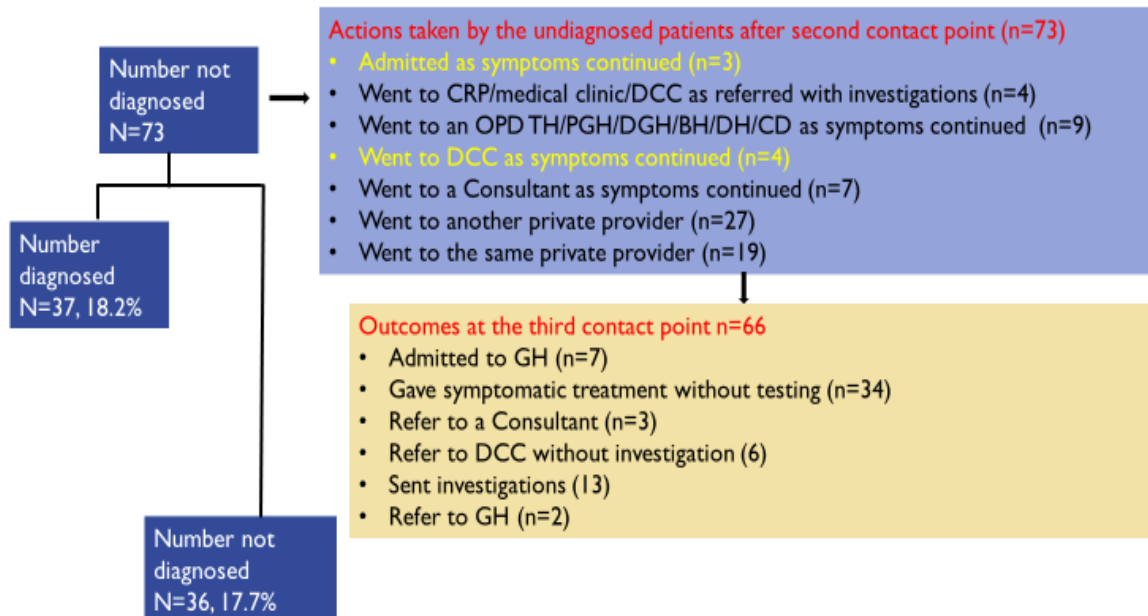 Number not
diagnosed
N=73
Actions taken by the undiagnosed patients after second contact point (n=73)
• Admitted as symptoms continued (n=3)
• Went to CRP/medical clinic/DCC as referred with investigations (n=4)
• Went to an OPD TH/PGH/DGH/BH/DH/CD as symptoms continued (n=9)
• Went to DCC as symptoms continued (n=4)
• Went to a Consultant as symptoms continued (n=7)
• Went to another private provider (n=27)
• Went to the same private provider (n=19)
Number
diagnosed
N=37, 18.2%
Outcomes at the third contact point n=66
• Admitted to GH (n=7)
• Gave symptomatic treatment without testing (n=34)
• Refer to a Consultant (n=3)
• Refer to DCC without investigation (6)
• Sent investigations (13)
• Refer to GH (n=2)
Number not
diagnosed
N=36, 17.7%